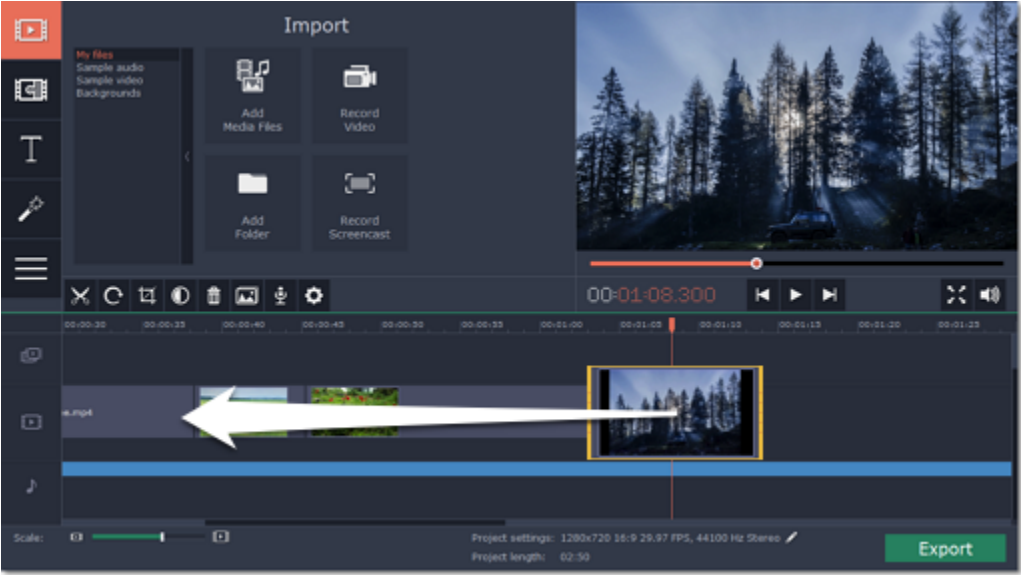 Import
My files
Sample audio
Sample video
Backgrounds
Add
Media Files
Record
Video
Add
Folder
Record
Screencast
T
00:01:08.300
00:00:30 00:00:35 00:00:40 00:00:45 00:00:50 00:00:55 00:01:00 00:01:05 00:01:10 00:01:15 00:01:20 00:01:25
.mp4
Scale:
Project settings: 1280x720 16:9 29.97 FPS, 44100 Hz Stereo
Project length: 02:50
Export